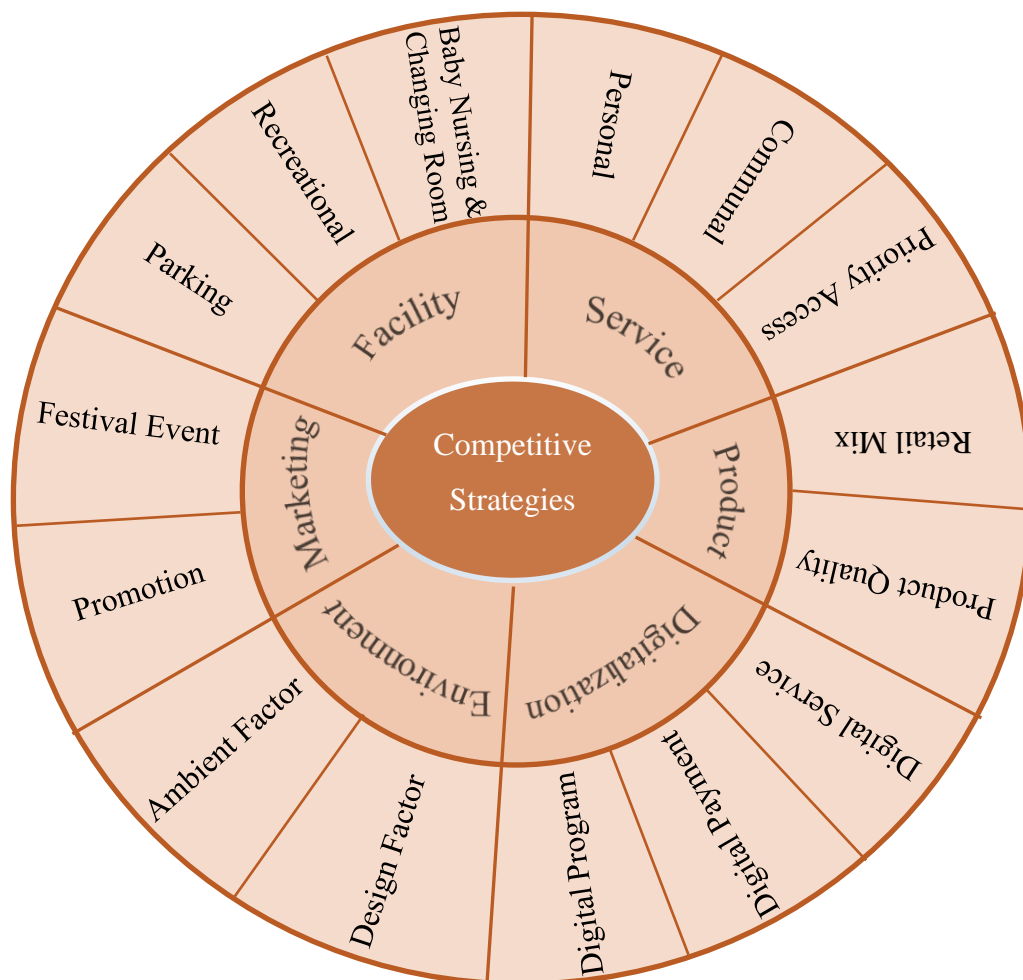 Competitive
Strategies
Service
Product
Digitalization
Environment
Marketing
Facility
Personal
Communal
Priority Access
Retail Mix
Product Quality
Digital Service
Digital Payment
Digital Program
Design Factor
Ambient Factor
Promotion
Festival Event
Parking
Recreational
Baby Nursing &
Changing Room